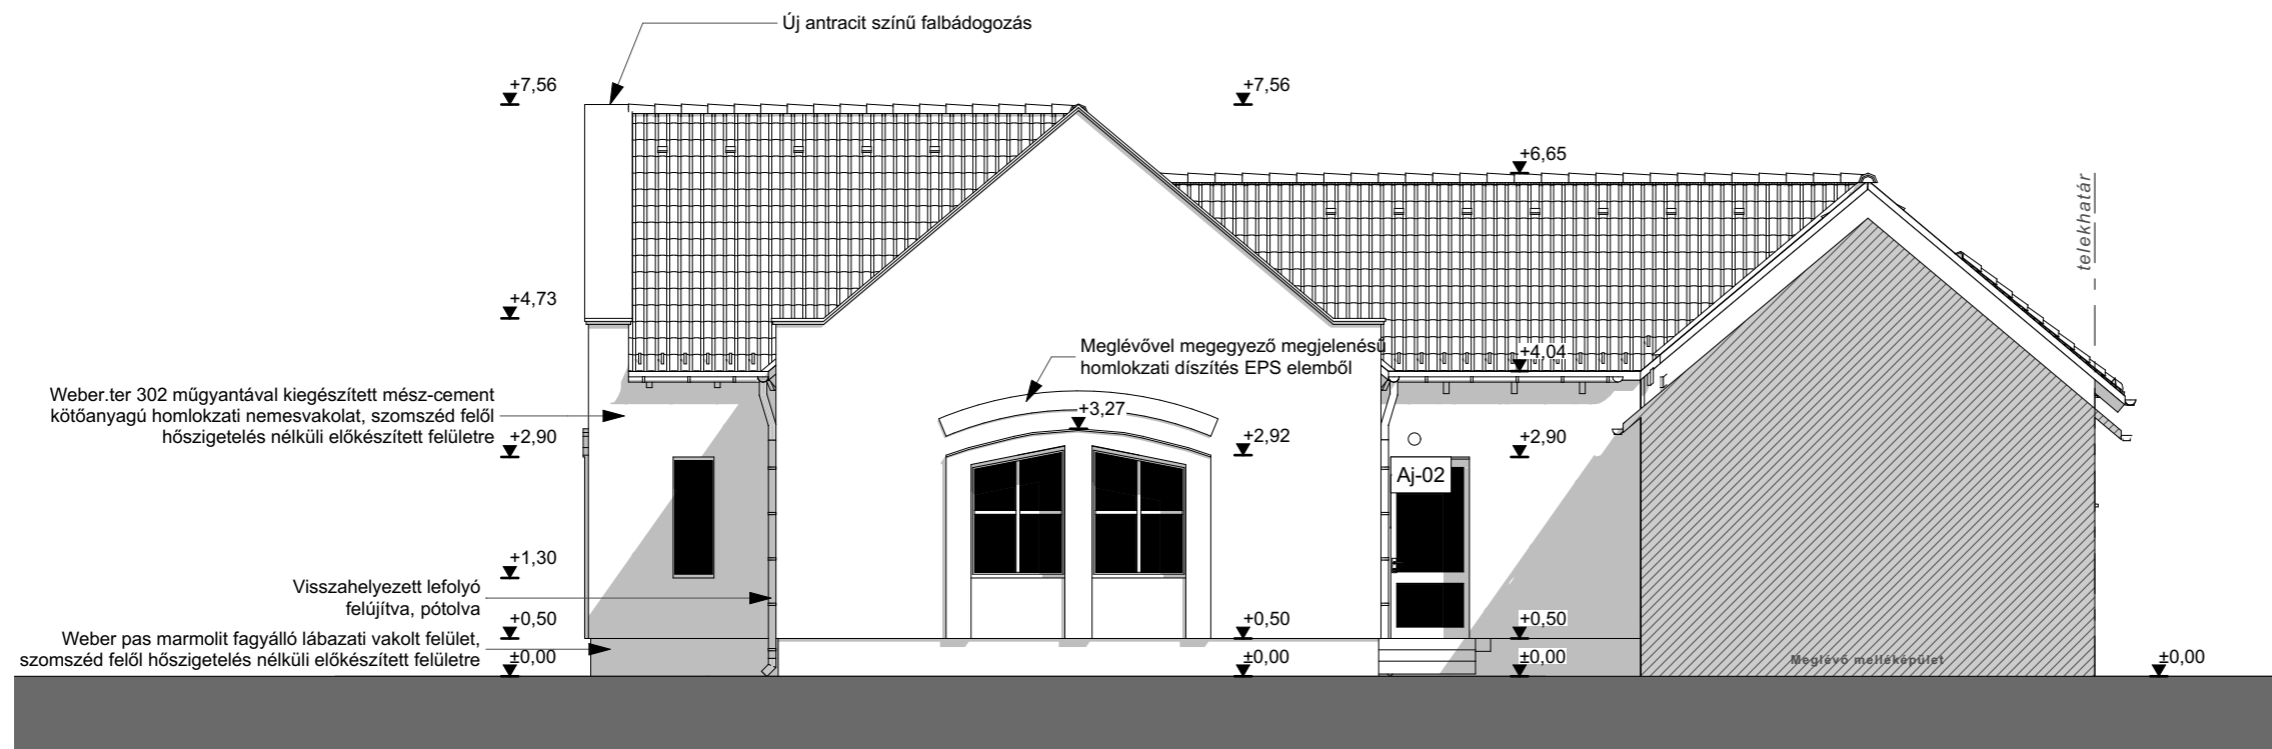 Új antracit színű falbádogozás
+7,56
+7,56
+6,65
telekhatár
+4,73
Meglévővel megegyező megjelenésű
homlokzati díszítés EPS elemből
+4,04
Weber.ter 302 műgyantával kiegészített mész-cement
kötőanyagú homlokzati nemesvakolat, szomszéd felől
hőszigetelés nélküli előkészített felületre
+3,27
+2,90
+2,92
+2,90
Aj-02
+1,30
Visszahelyezett lefolyó
felújítva, pótolva
+0,50
+0,50
+0,50
Weber pas marmolit fagyálló lábazati vakolt felület,
szomszéd felől hőszigetelés nélküli előkészített felületre
±0,00
±0,00
±0,00
Meglévő melléképület
±0,00